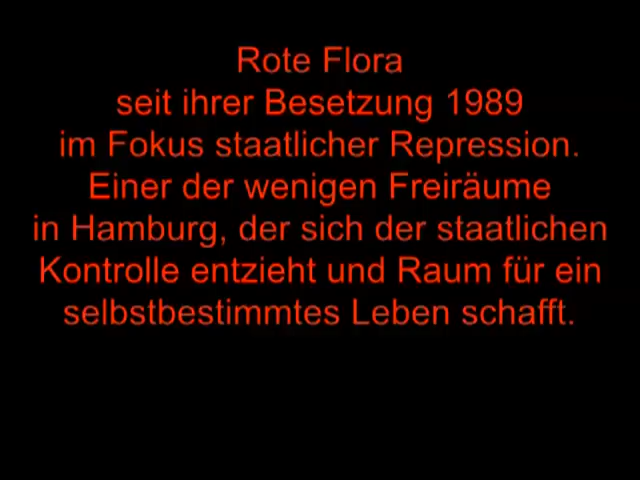 Rote Flora
seit ihrer Besetzung 1989
im Fokus staatlicher Repression.
Einer der wenigen Freiräume
in Hamburg, der sich der staatlichen
Kontrolle entzieht und Raum für ein
selbstbestimmtes Leben schafft.